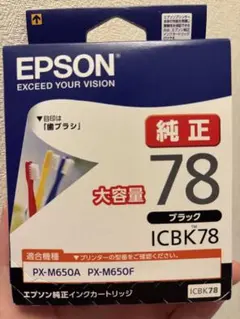 EPSON
EXCEED YOUR VISION
目印は
「歯ブラシ」
純正
大容量
78
ブラック
ICBK78
適合機種
▼プリンターの型番をご確認ください。
PX-M650A PX-M650F
エプソン純正インクカートリッジ
ICBK78